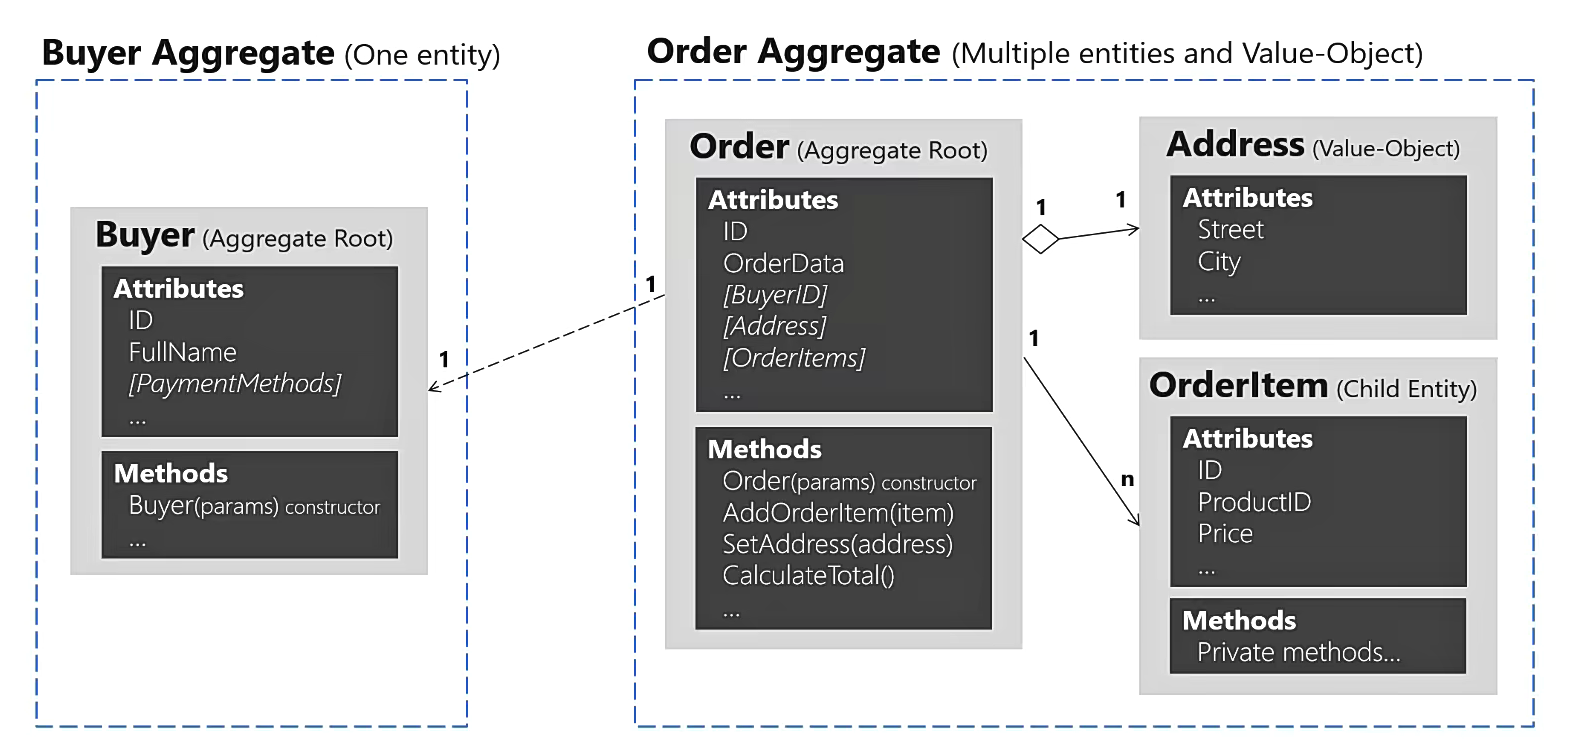 Buyer Aggregate (One entity)
Buyer (Aggregate Root)
Attributes
ID
FullName
[PaymentMethods]
...
Methods
Buyer(params) constructor
...
1
1
Order Aggregate (Multiple entities and Value-Object)
Order (Aggregate Root)
Attributes
ID
OrderData
[BuyerID]
[Address]
[OrderItems]
...
Methods
Order(params) constructor
AddOrderItem(item)
SetAddress(address)
CalculateTotal()
...
1
1
1
n
Address (Value-Object)
Attributes
Street
City
...
OrderItem (Child Entity)
Attributes
ID
ProductID
Price
...
Methods
Private methods...